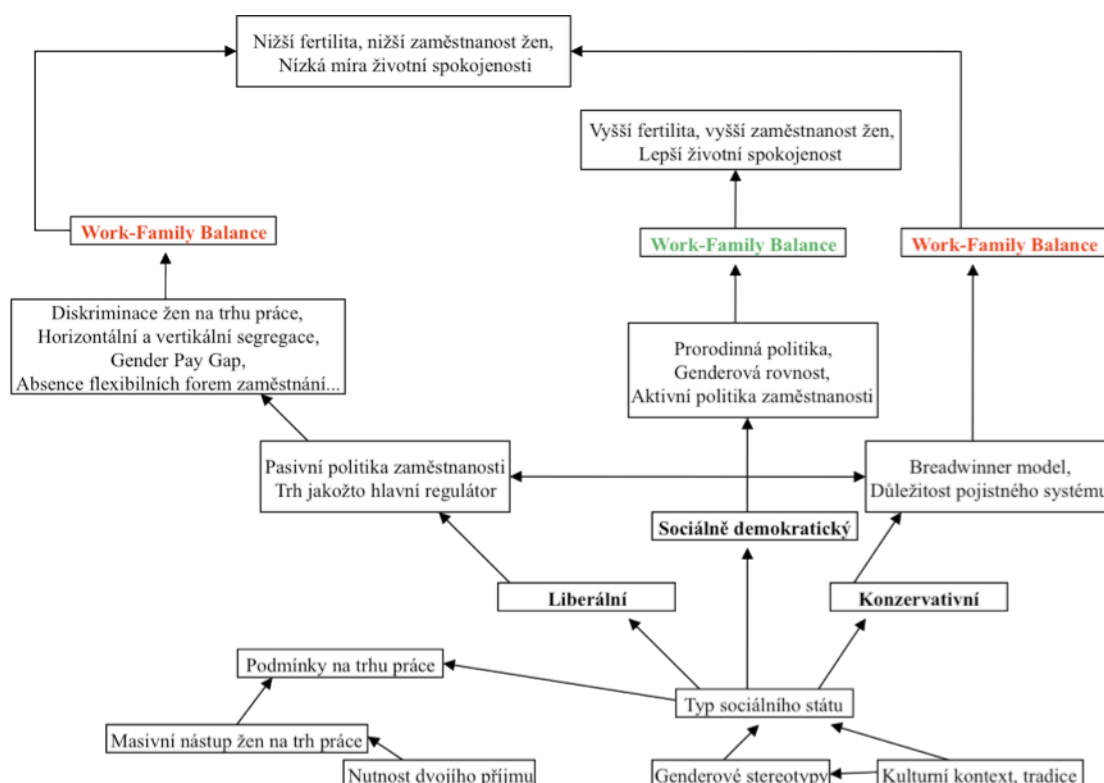 Nižší fertilita, nižší zaměstnanost žen,
Nízká míra životní spokojenosti
Vyšší fertilita, vyšší zaměstnanost žen,
Lepší životní spokojenost
Work-Family Balance
Work-Family Balance
Work-Family Balance
Diskriminace žen na trhu práce,
Horizontální a vertikální segregace,
Gender Pay Gap,
Absence flexibilních forem zaměstnání...
Prorodinná politika,
Genderová rovnost,
Aktivní politika zaměstnanosti
Pasivní politika zaměstnanosti
Trh jakožto hlavní regulátor
Breadwinner model,
Důležitost pojistného systému
Sociálně demokratický
Liberální
Konzervativní
Podmínky na trhu práce
Typ sociálního státu
Masivní nástup žen na trh práce
Nutnost dvojího příjmu
Genderové stereotypy
Kulturní kontext, tradice